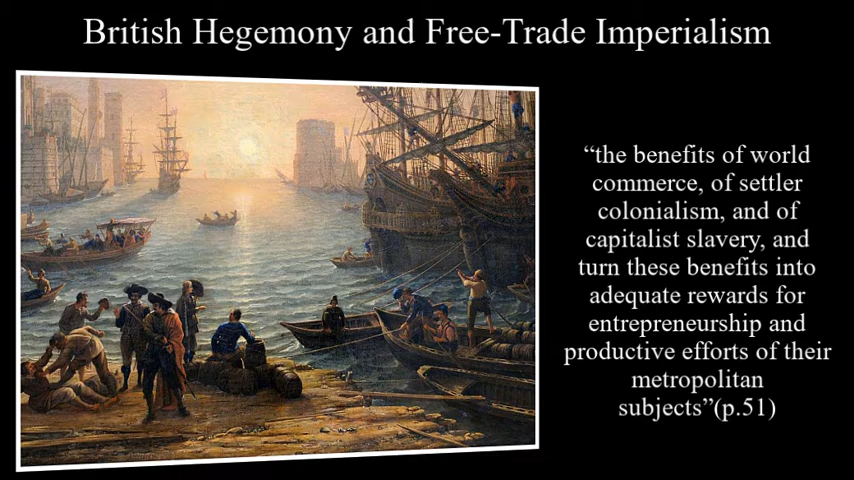 British Hegemony and Free-Trade Imperialism
“the benefits of world
commerce, of settler
colonialism, and of
capitalist slavery, and
turn these benefits into
adequate rewards for
entrepreneurship and
productive efforts of their
metropolitan
subjects”(p.51)